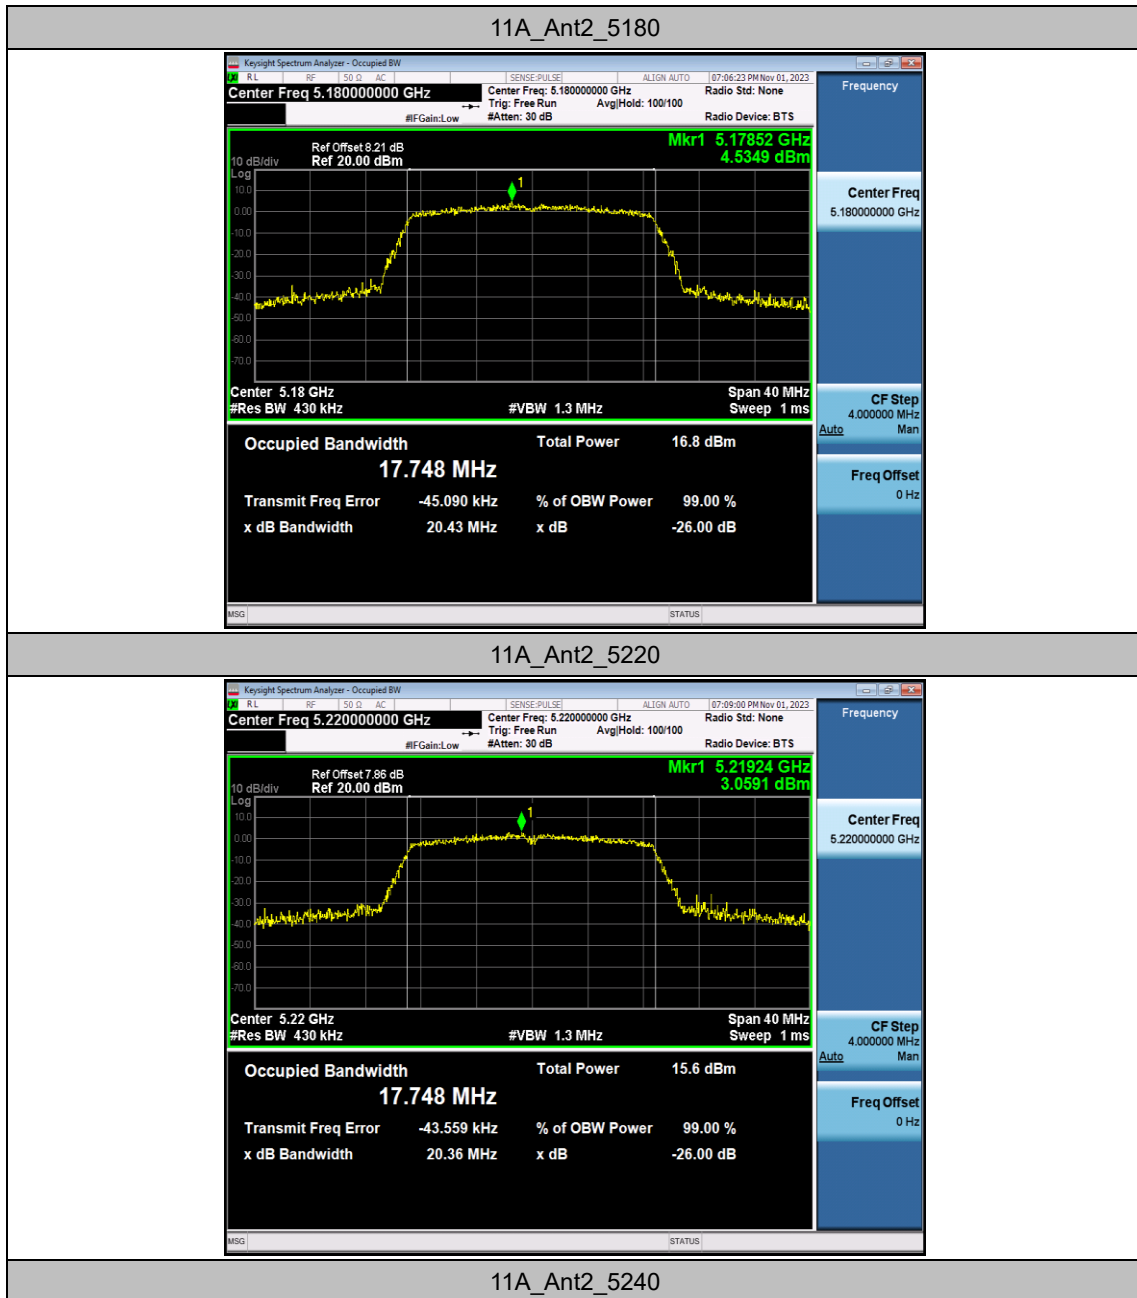 11A_Ant2_5180
Keysight Spectrum Analyzer - Occupied BW
LXI RL RF 50 Ω AC SENSE:PULSE ALIGN AUTO 07:06:23 PM Nov 01, 2023
Center Freq 5.180000000 GHz
Center Freq: 5.180000000 GHz Radio Std: None
Trig: Free Run Avg|Hold: 100/100
#IFGain:Low #Atten: 30 dB Radio Device: BTS
Frequency
Mkr1 5.17852 GHz
4.5349 dBm
Ref Offset 8.21 dB
10 dB/div Ref 20.00 dBm
Log
10.0
0.00
-10.0
-20.0
-30.0
-40.0
-50.0
-60.0
-70.0
1
Center 5.18 GHz Span 40 MHz
#Res BW 430 kHz #VBW 1.3 MHz Sweep 1 ms
Occupied Bandwidth Total Power 16.8 dBm
17.748 MHz
Transmit Freq Error -45.090 kHz % of OBW Power 99.00 %
x dB Bandwidth 20.43 MHz x dB -26.00 dB
Center Freq
5.180000000 GHz
CF Step
4.000000 MHz
Auto Man
Freq Offset
0 Hz
MSG STATUS
11A_Ant2_5220
Keysight Spectrum Analyzer - Occupied BW
LXI RL RF 50 Ω AC SENSE:PULSE ALIGN AUTO 07:09:00 PM Nov 01, 2023
Center Freq 5.220000000 GHz
Center Freq: 5.220000000 GHz Radio Std: None
Trig: Free Run Avg|Hold: 100/100
#IFGain:Low #Atten: 30 dB Radio Device: BTS
Frequency
Mkr1 5.21924 GHz
3.0591 dBm
Ref Offset 7.86 dB
10 dB/div Ref 20.00 dBm
Log
10.0
0.00
-10.0
-20.0
-30.0
-40.0
-50.0
-60.0
-70.0
1
Center 5.22 GHz Span 40 MHz
#Res BW 430 kHz #VBW 1.3 MHz Sweep 1 ms
Occupied Bandwidth Total Power 15.6 dBm
17.748 MHz
Transmit Freq Error -43.559 kHz % of OBW Power 99.00 %
x dB Bandwidth 20.36 MHz x dB -26.00 dB
Center Freq
5.220000000 GHz
CF Step
4.000000 MHz
Auto Man
Freq Offset
0 Hz
MSG STATUS
11A_Ant2_5240